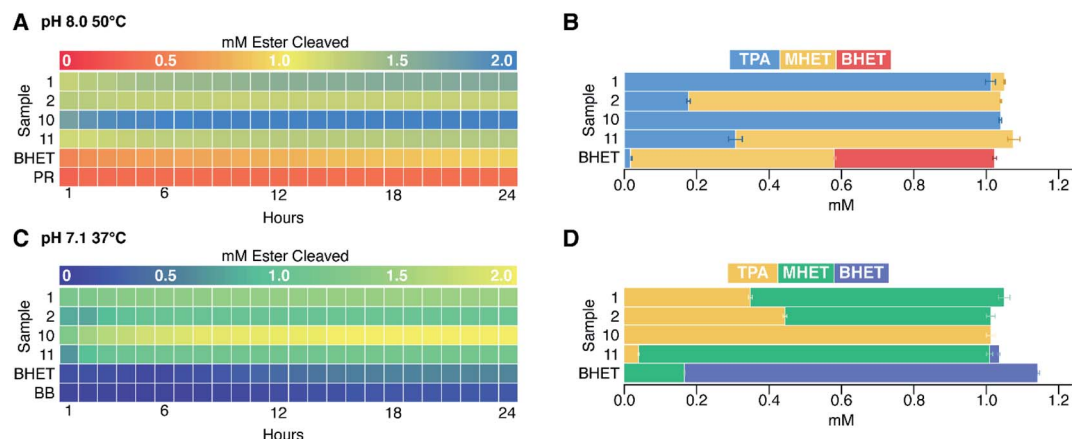 A pH 8.0 50°C
mM Ester Cleaved
0 0.5 1.0 1.5 2.0
Sample
1
2
10
11
BHET
PR
1 6 12 18 24
Hours
B
TPA MHET BHET
1
2
10
11
BHET
0.0 0.2 0.4 0.6 0.8 1.0 1.2
mM
C pH 7.1 37°C
mM Ester Cleaved
0 0.5 1.0 1.5 2.0
Sample
1
2
10
11
BHET
BB
1 6 12 18 24
Hours
D
TPA MHET BHET
1
2
10
11
BHET
0.0 0.2 0.4 0.6 0.8 1.0 1.2
mM